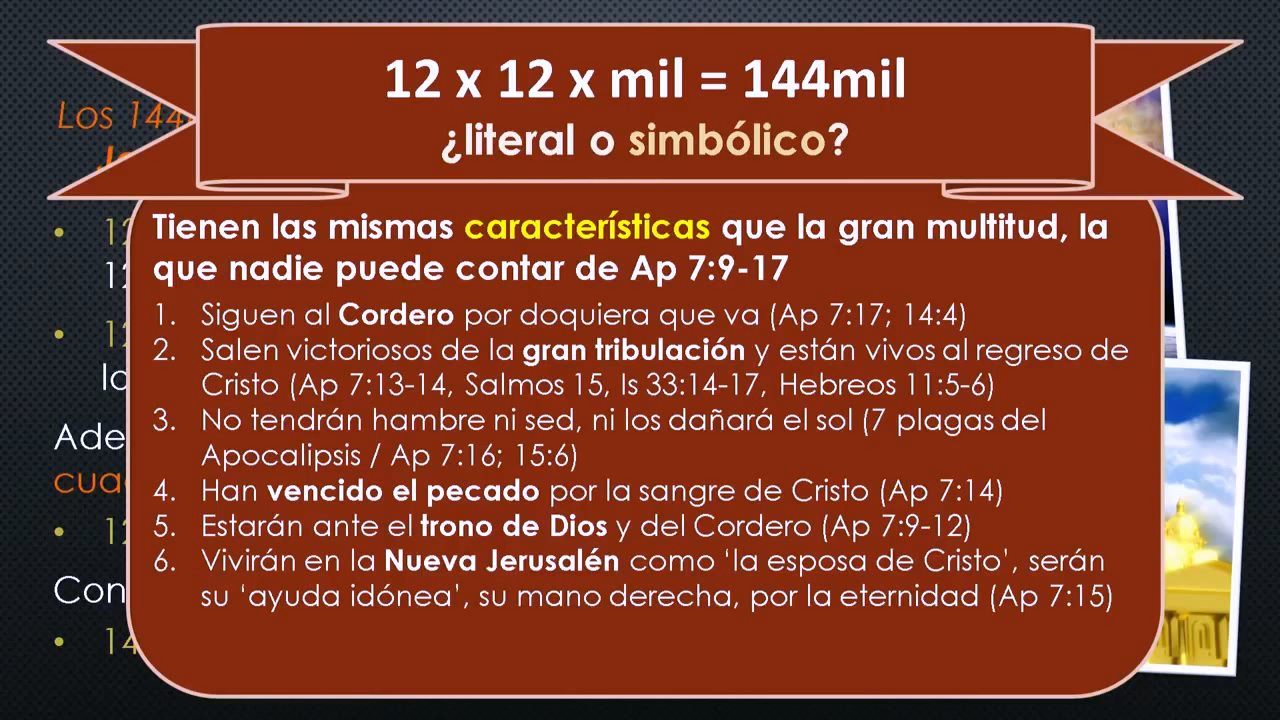 12 x 12 x mil = 144mil
¿literal o simbólico?
Los 144
Tienen las mismas características que la gran multitud, la
que nadie puede contar de Ap 7:9-17
1. Siguen al Cordero por doquiera que va (Ap 7:17; 14:4)
2. Salen victoriosos de la gran tribulación y están vivos al regreso de
Cristo (Ap 7:13-14, Salmos 15, Is 33:14-17, Hebreos 11:5-6)
3. No tendrán hambre ni sed, ni los dañará el sol (7 plagas del
Apocalipsis / Ap 7:16; 15:6)
4. Han vencido el pecado por la sangre de Cristo (Ap 7:14)
5. Estarán ante el trono de Dios y del Cordero (Ap 7:9-12)
6. Vivirán en la Nueva Jerusalén como ‘la esposa de Cristo’, serán
su ‘ayuda idónea’, su mano derecha, por la eternidad (Ap 7:15)